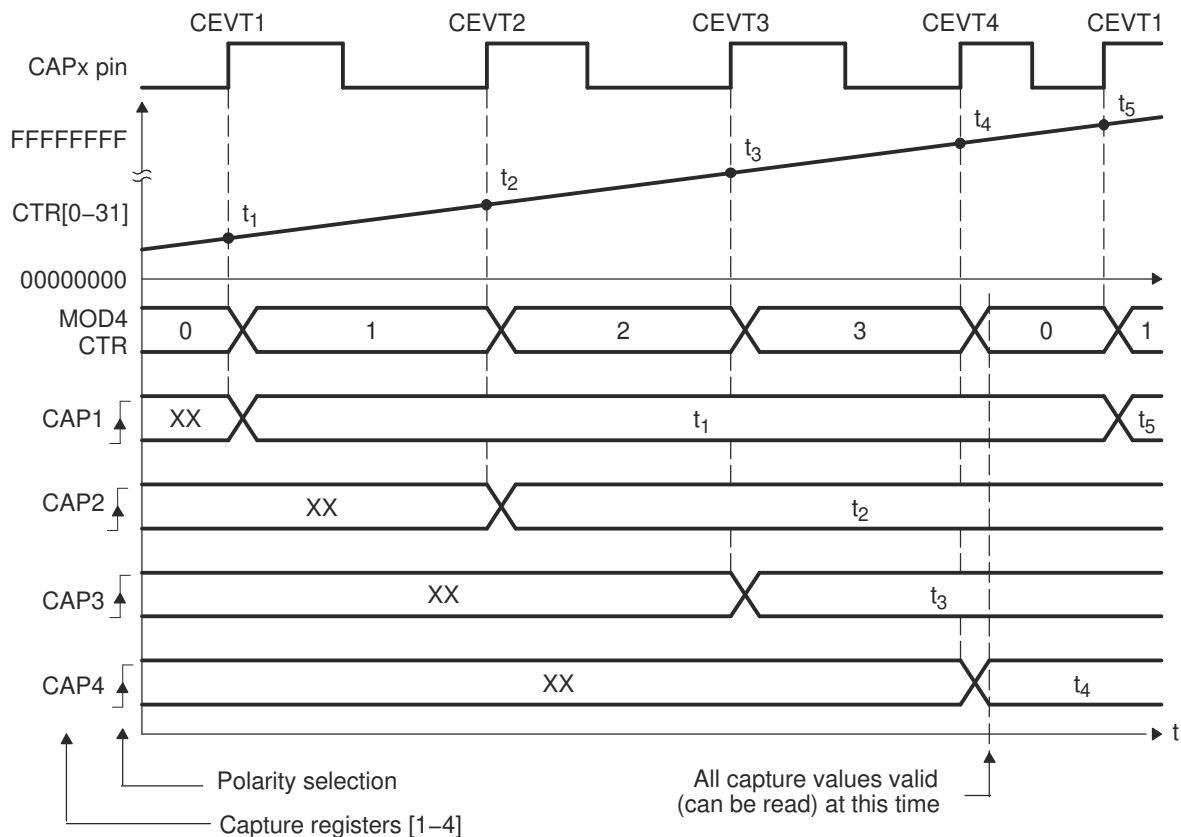 CEVT1 CEVT2 CEVT3 CEVT4 CEVT1
CAPx pin
FFFFFFFF
t1 t2 t3 t4 t5
CTR[0−31]
00000000
MOD4
CTR
0 1 2 3 0 1
CAP1 XX t1 t5
CAP2 XX t2
CAP3 XX t3
CAP4 XX t4
t
Polarity selection
Capture registers [1−4]
All capture values valid
(can be read) at this time